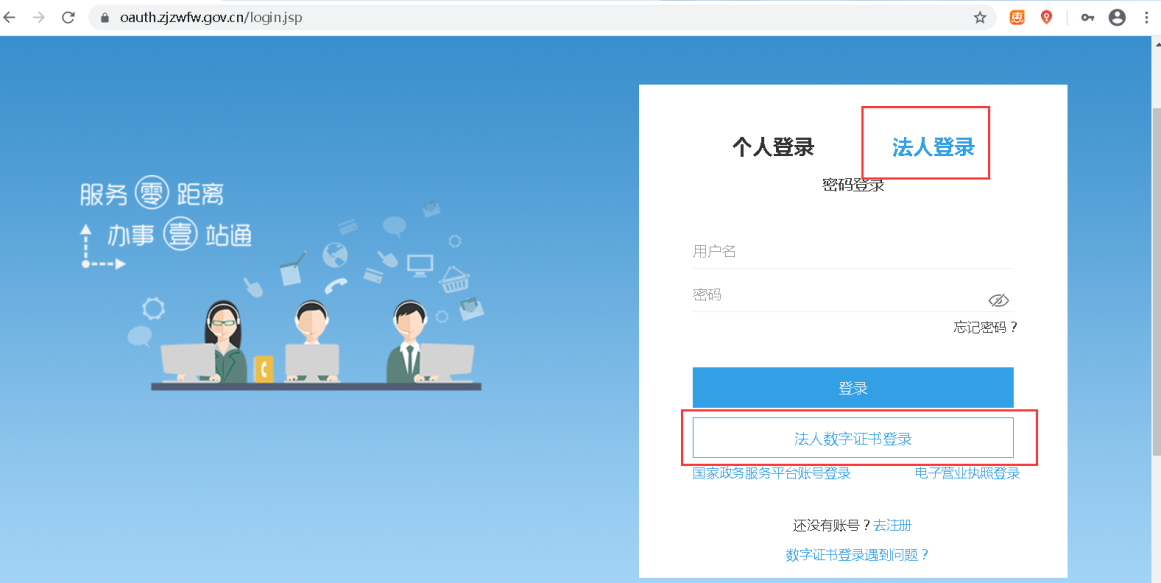 oauth.zjzwfw.gov.cn/login.jsp
服务零距离
办事壹站通
个人登录 法人登录
密码登录
用户名
密码
忘记密码？
登录
法人数字证书登录
国家政务服务平台账号登录 电子营业执照登录
还没有账号？去注册
数字证书登录遇到问题？